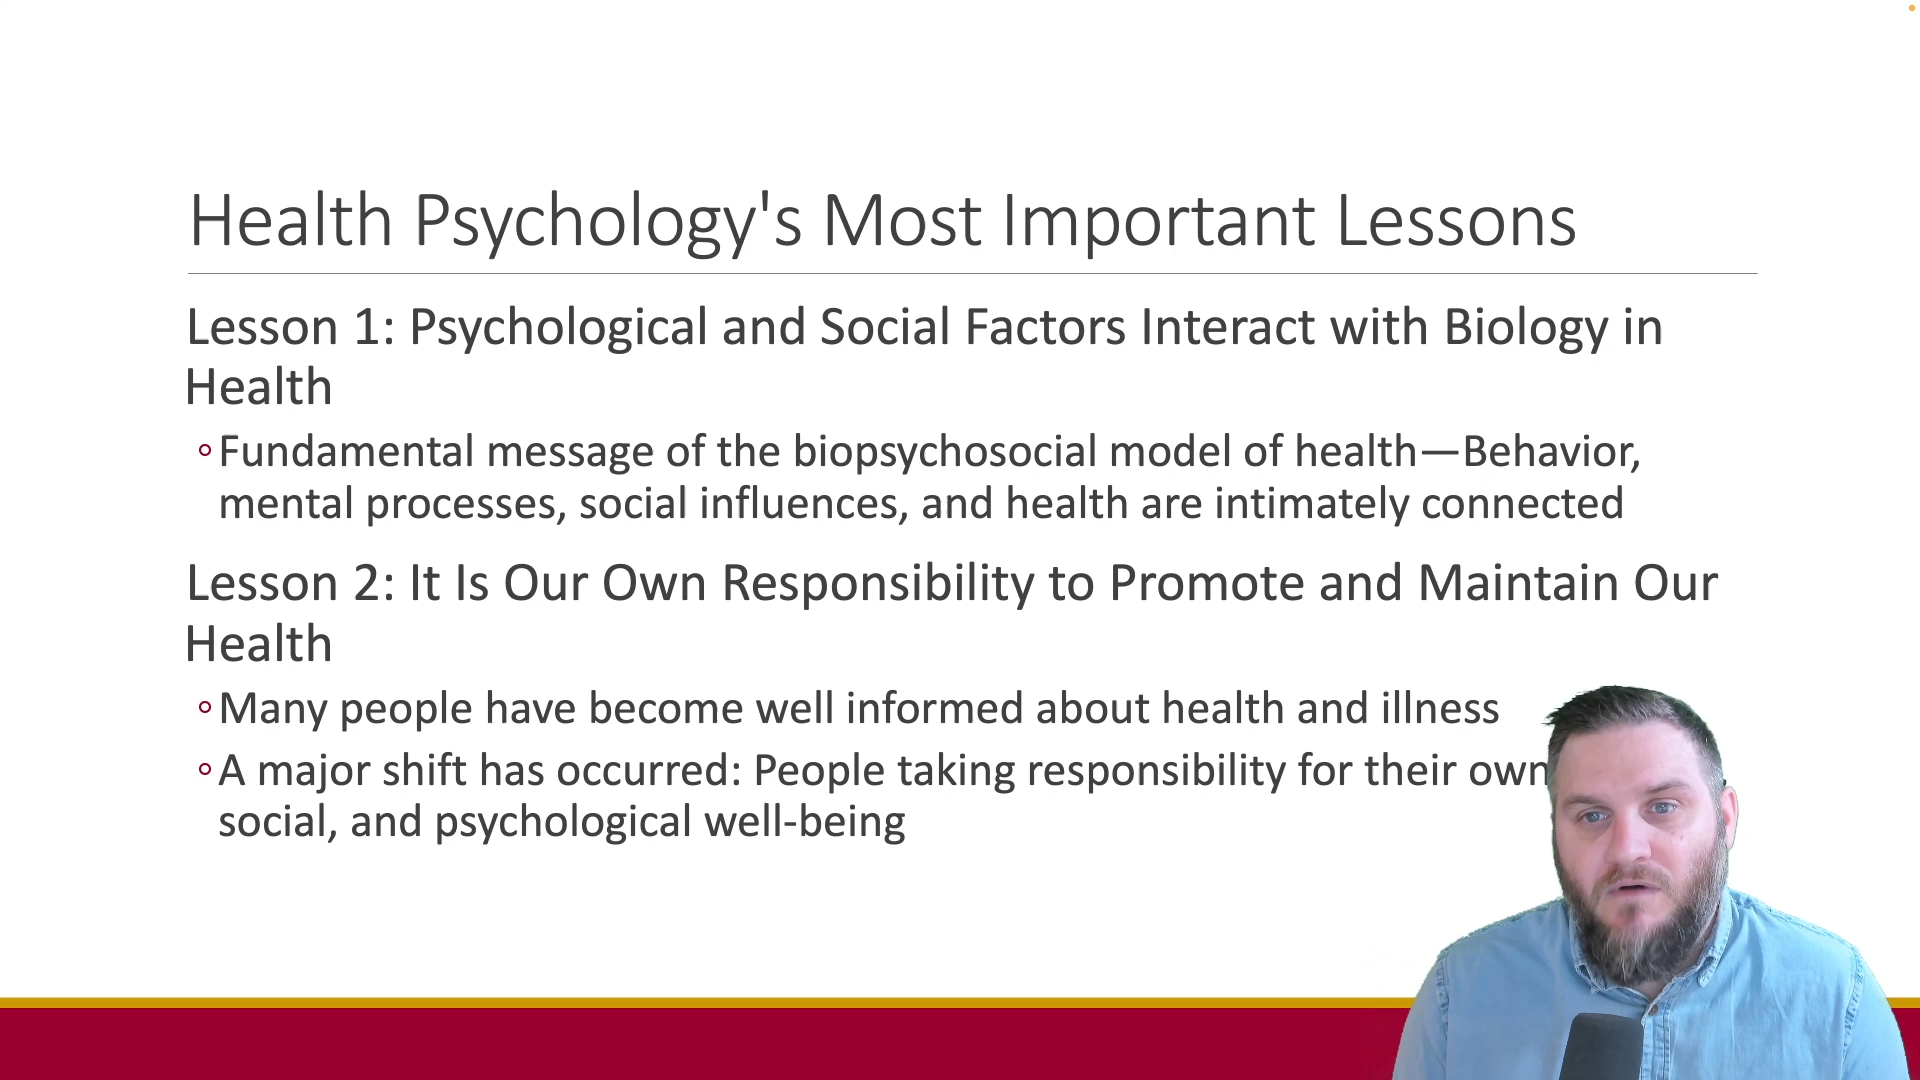 Health Psychology's Most Important Lessons
Lesson 1: Psychological and Social Factors Interact with Biology in
Health
Fundamental message of the biopsychosocial model of health—Behavior,
mental processes, social influences, and health are intimately connected
Lesson 2: It Is Our Own Responsibility to Promote and Maintain Our
Health
Many people have become well informed about health and illness
A major shift has occurred: People taking responsibility for their own
social, and psychological well-being